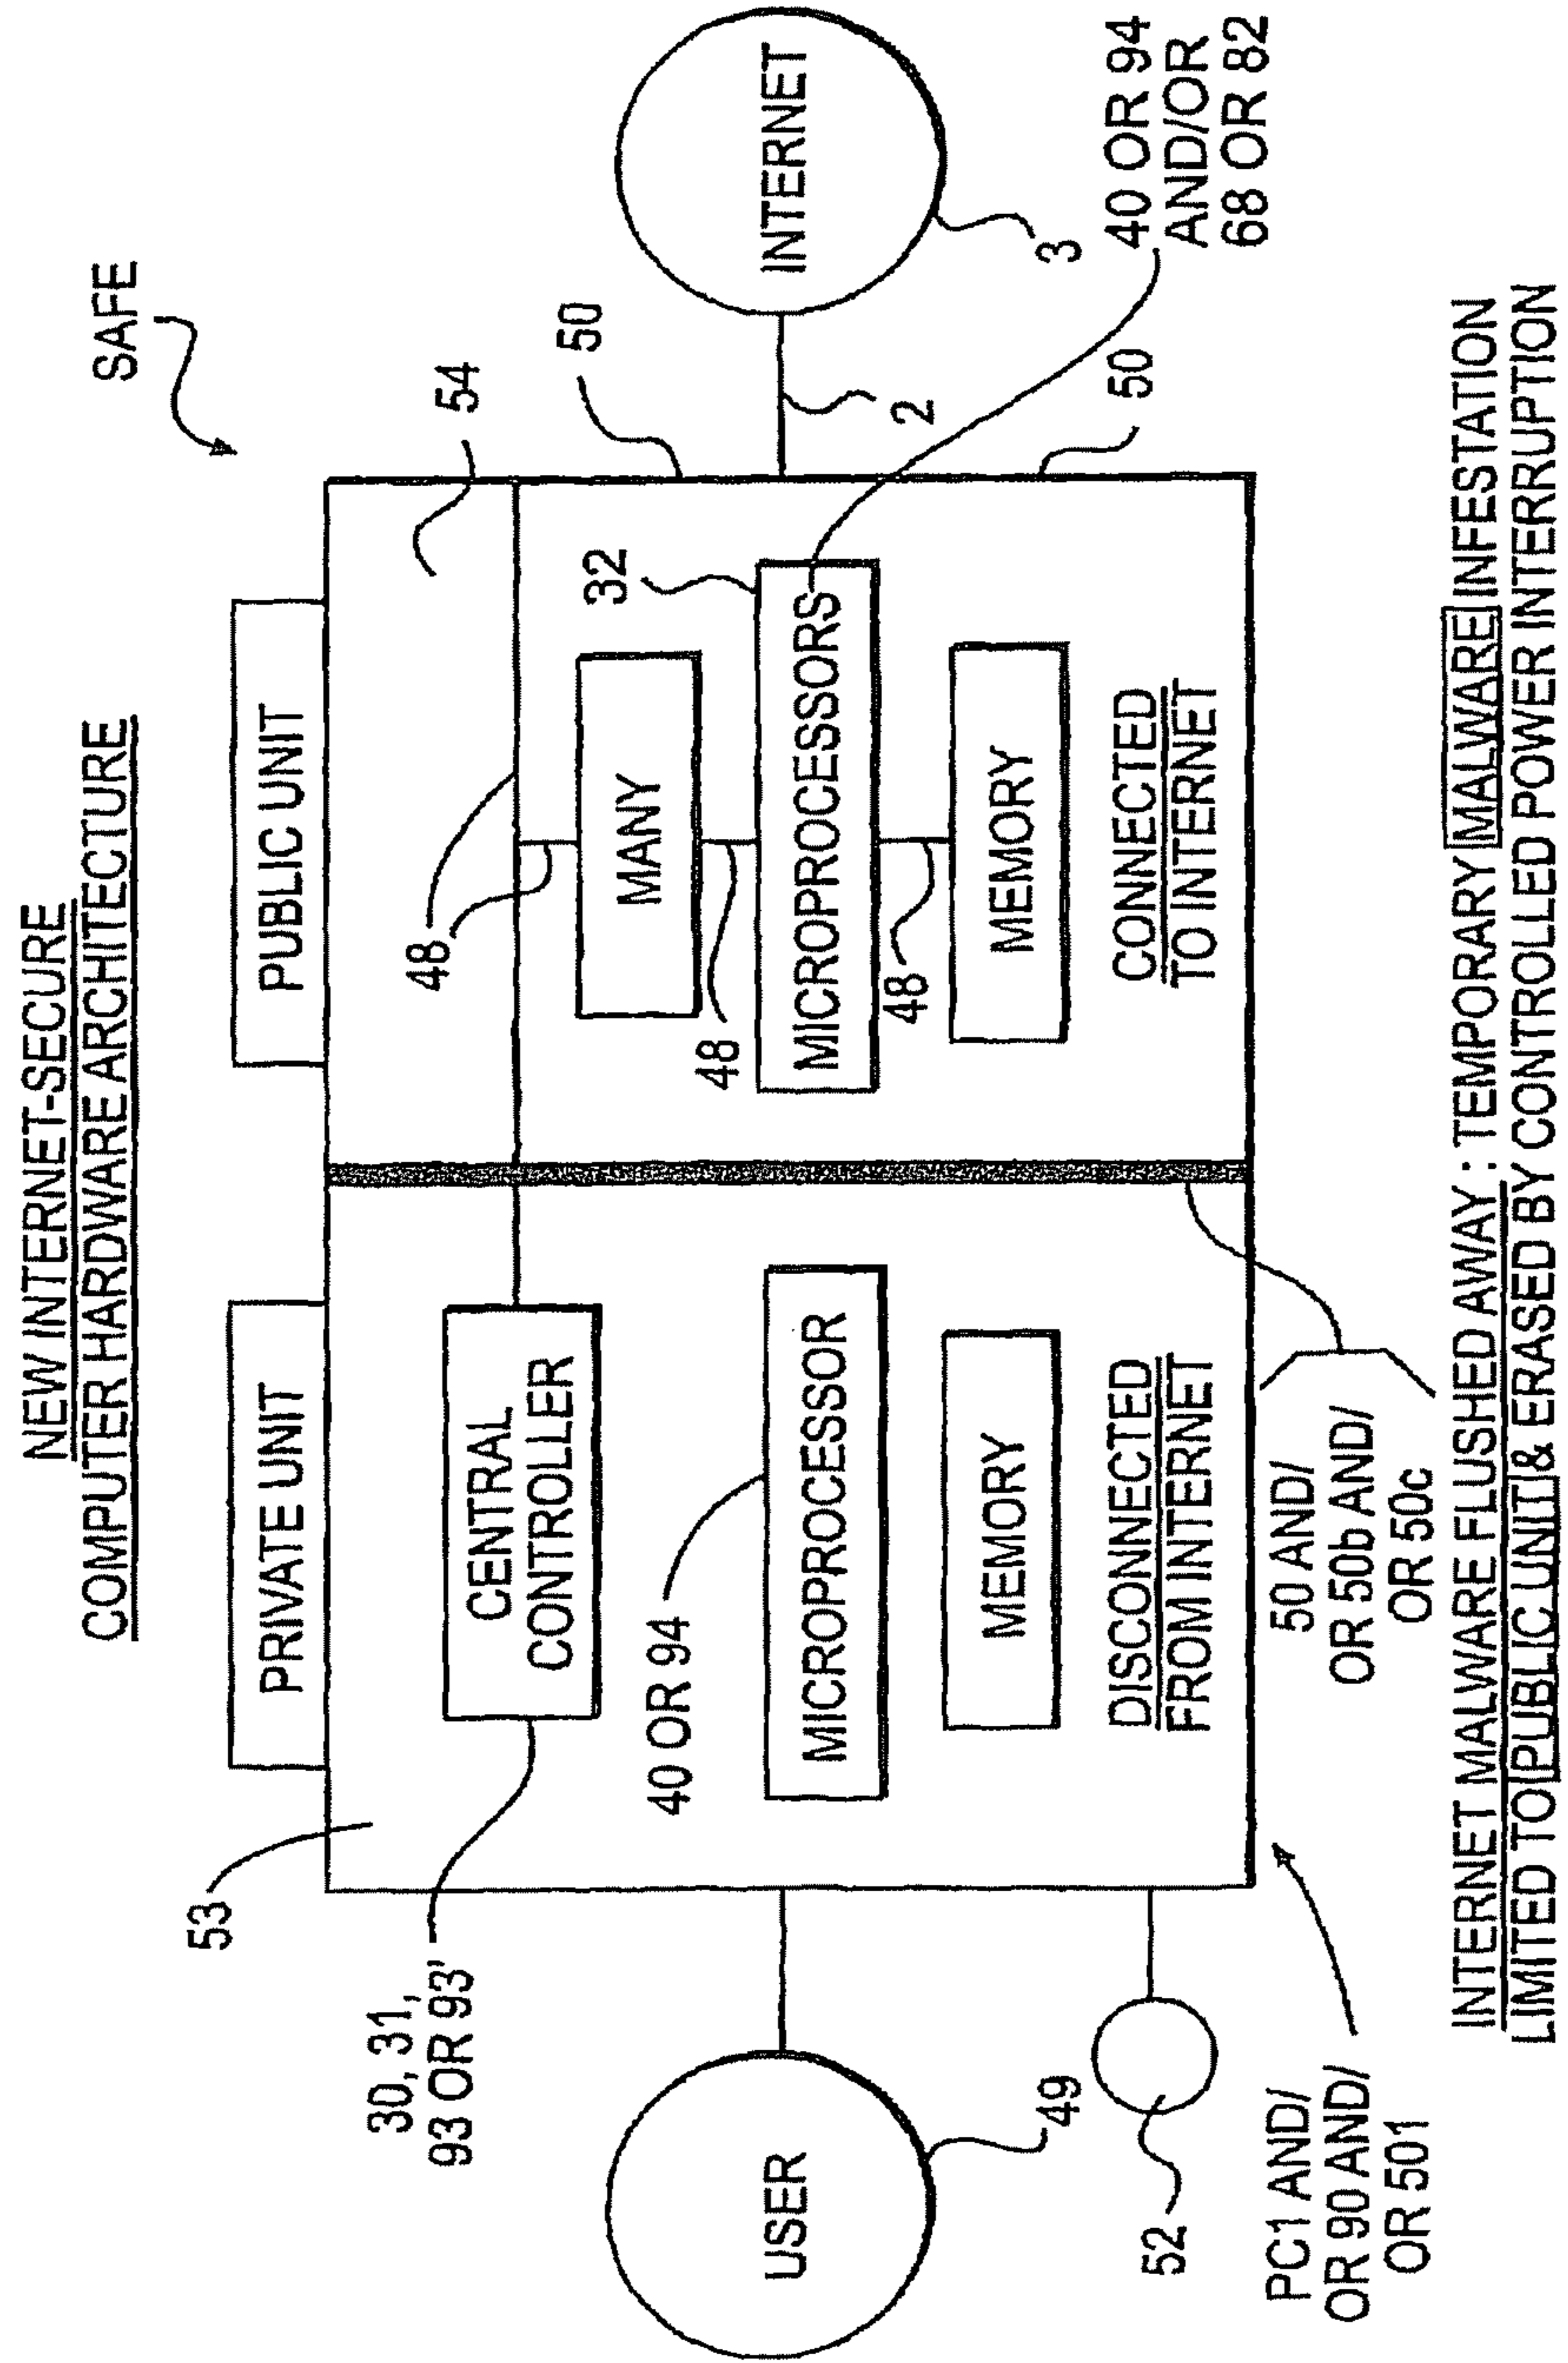 NEW INTERNET-SECURE
COMPUTER HARDWARE ARCHITECTURE
SAFE
PRIVATE UNIT
PUBLIC UNIT
53
54
30, 31,
93 OR 93'
CENTRAL
CONTROLLER
48
50
40 OR 94
MANY
32
48
USER
MICROPROCESSOR
MICROPROCESSORS
INTERNET
2
48
49
MEMORY
MEMORY
3
52
DISCONNECTED
FROM INTERNET
CONNECTED
TO INTERNET
50
40 OR 94
AND/OR
68 OR 82
PC1 AND/
OR 90 AND/
OR 501
50 AND/
OR 50b AND/
OR 50c
INTERNET MALWARE FLUSHED AWAY : TEMPORARY MALWARE INFESTATION
LIMITED TO PUBLIC UNIT & ERASED BY CONTROLLED POWER INTERRUPTION